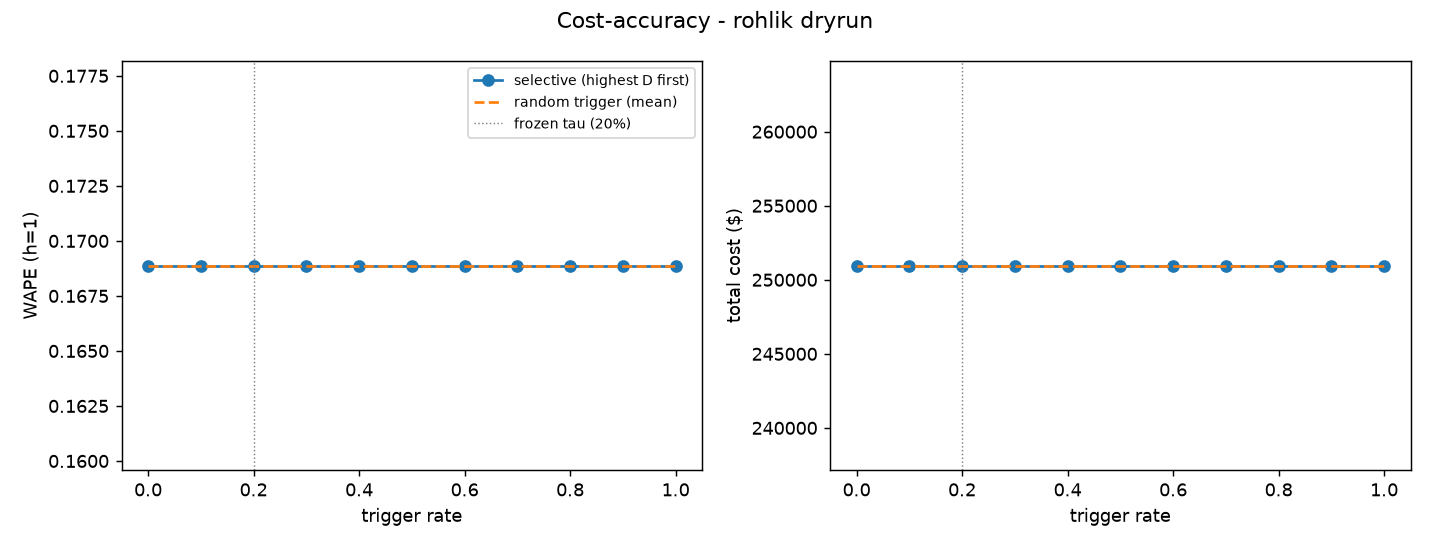 Cost-accuracy - rohlik dryrun
WAPE (h=1)
0.1775
0.1750
0.1725
0.1700
0.1675
0.1650
0.1625
0.1600
selective (highest D first)
random trigger (mean)
frozen tau (20%)
0.0 0.2 0.4 0.6 0.8 1.0
trigger rate
total cost ($)
260000
255000
250000
245000
240000
0.0 0.2 0.4 0.6 0.8 1.0
trigger rate